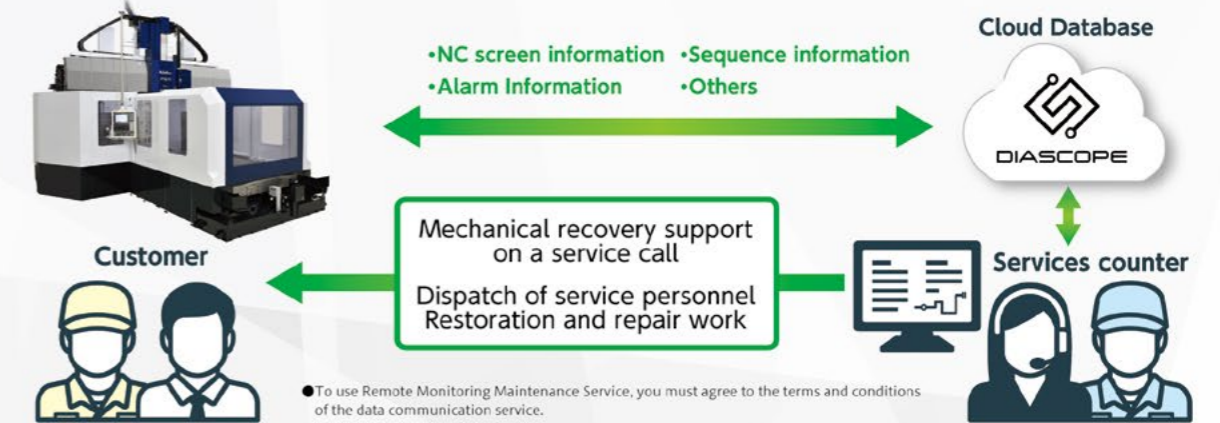 Cloud Database
•NC screen information •Sequence information
•Alarm Information •Others
DIASCOPE
Mechanical recovery support
on a service call
Dispatch of service personnel
Restoration and repair work
Customer
Services counter
●To use Remote Monitoring Maintenance Service, you must agree to the terms and conditions
of the data communication service.